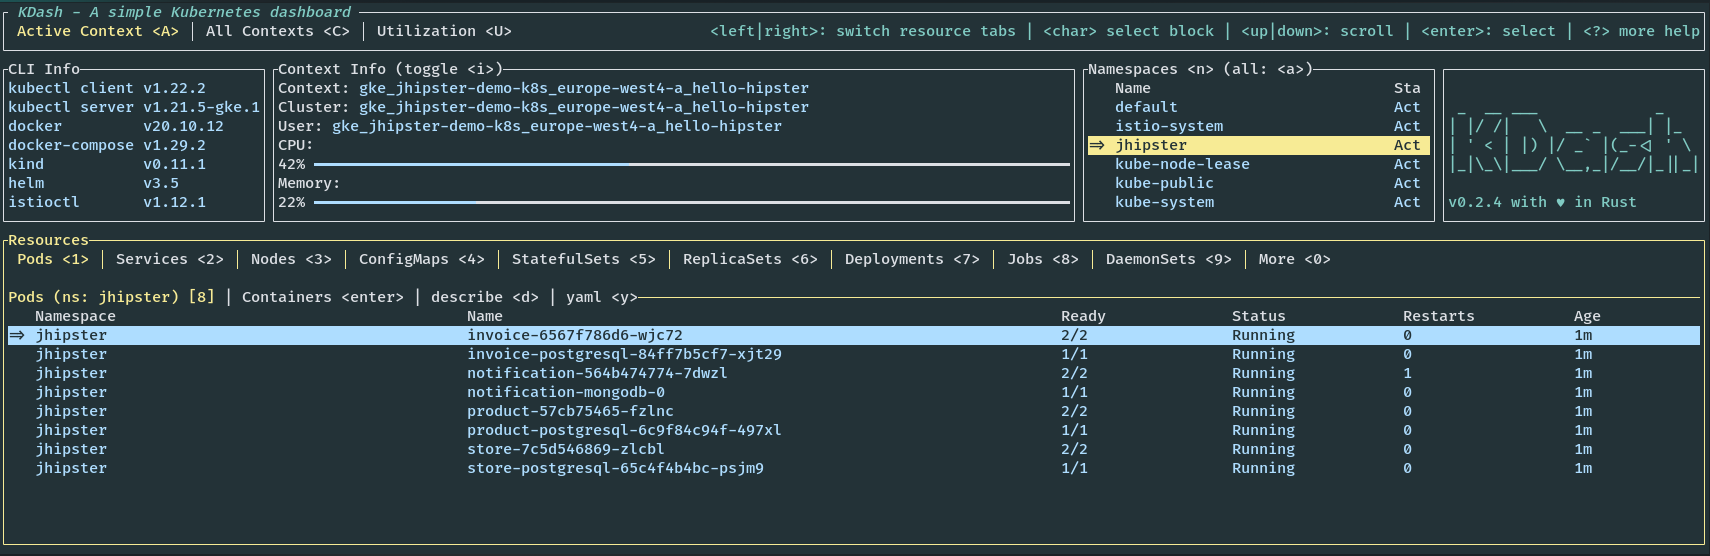 KDash - A simple Kubernetes dashboard
Active Context <A> │ All Contexts <C> │ Utilization <U>
<left|right>: switch resource tabs | <char> select block | <up|down>: scroll | <enter>: select | <?> more help
CLI Info
kubectl client v1.22.2
kubectl server v1.21.5-gke.1
docker v20.10.12
docker-compose v1.29.2
kind v0.11.1
helm v3.5
istioctl v1.12.1
Context Info (toggle <i>)
Context: gke_jhipster-demo-k8s_europe-west4-a_hello-hipster
Cluster: gke_jhipster-demo-k8s_europe-west4-a_hello-hipster
User: gke_jhipster-demo-k8s_europe-west4-a_hello-hipster
CPU:
42%
Memory:
22%
Namespaces <n> (all: <a>)
Name Sta
default Act
istio-system Act
⇒ jhipster Act
kube-node-lease Act
kube-public Act
kube-system Act
v0.2.4 with ♥ in Rust
Resources
Pods <1> │ Services <2> │ Nodes <3> │ ConfigMaps <4> │ StatefulSets <5> │ ReplicaSets <6> │ Deployments <7> │ Jobs <8> │ DaemonSets <9> │ More <0>
Pods (ns: jhipster) [8] | Containers <enter> | describe <d> | yaml <y>
Namespace Name Ready Status Restarts Age
⇒ jhipster invoice-6567f786d6-wjc72 2/2 Running 0 1m
jhipster invoice-postgresql-84ff7b5cf7-xjt29 1/1 Running 0 1m
jhipster notification-564b474774-7dwzl 2/2 Running 1 1m
jhipster notification-mongodb-0 1/1 Running 0 1m
jhipster product-57cb75465-fzlnc 2/2 Running 0 1m
jhipster product-postgresql-6c9f84c94f-497xl 1/1 Running 0 1m
jhipster store-7c5d546869-zlcbl 2/2 Running 0 1m
jhipster store-postgresql-65c4f4b4bc-psjm9 1/1 Running 0 1m